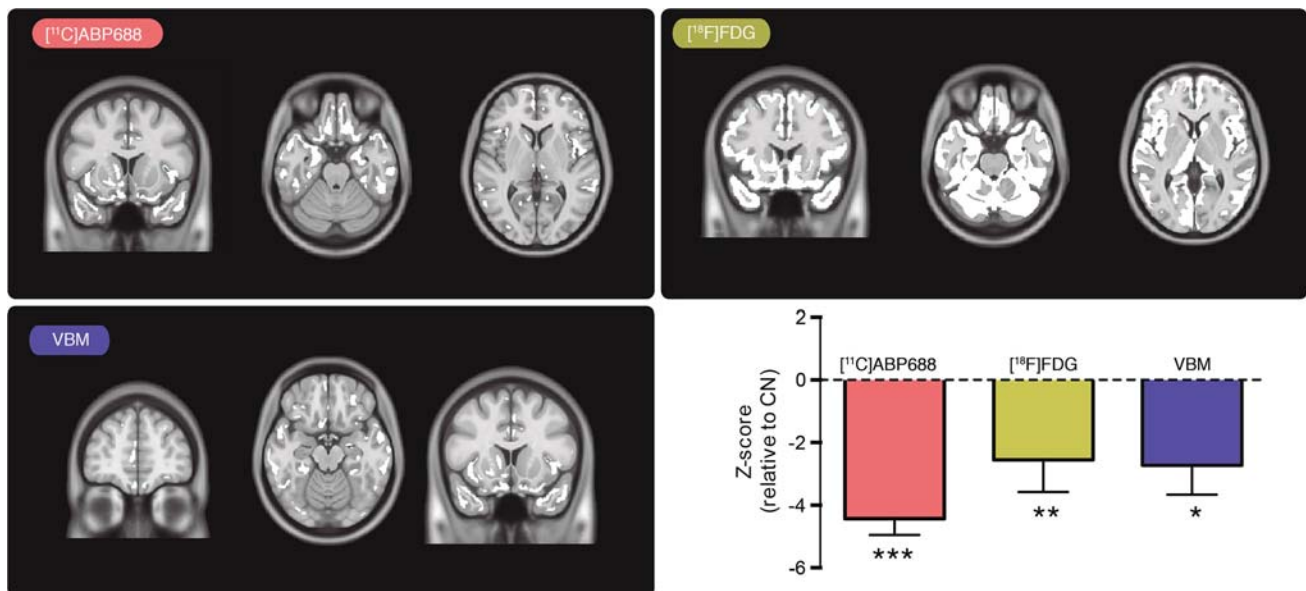 [¹¹C]ABP688
[¹⁸F]FDG
VBM
2
0
-2
-4
-6
Z-score
(relative to CN)
[¹¹C]ABP688
[¹⁸F]FDG
VBM
***
**
*